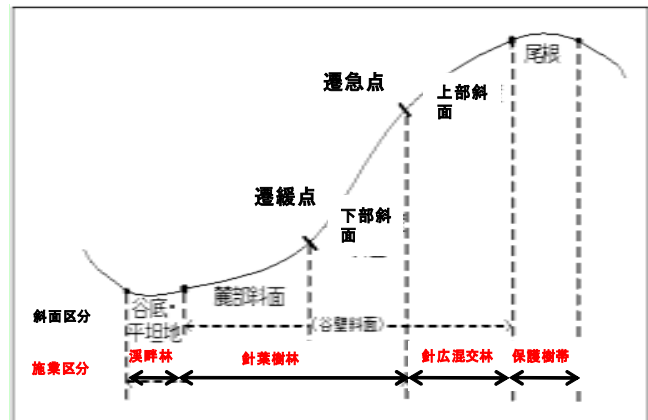 尾根
遷急点
上部斜
面
遷緩点
下部斜
面
麓部斜面
谷底・
平坦地
(谷壁斜面)
斜面区分
施業区分
渓畔林
針葉樹林
針広混交林
保護樹帯